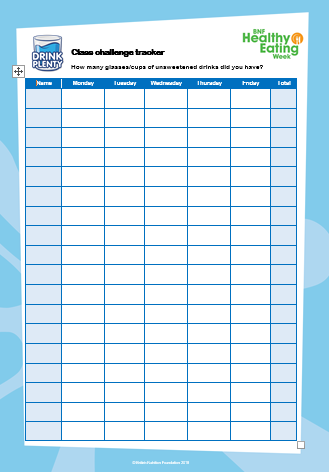 BNF
Healthy
Eating
Week
DRINK
PLENTY
Class challenge tracker
How many glasses/cups of unsweetened drinks did you have?
Name Monday Tuesday Wednesday Thursday Friday Total
©British Nutrition Foundation 2018